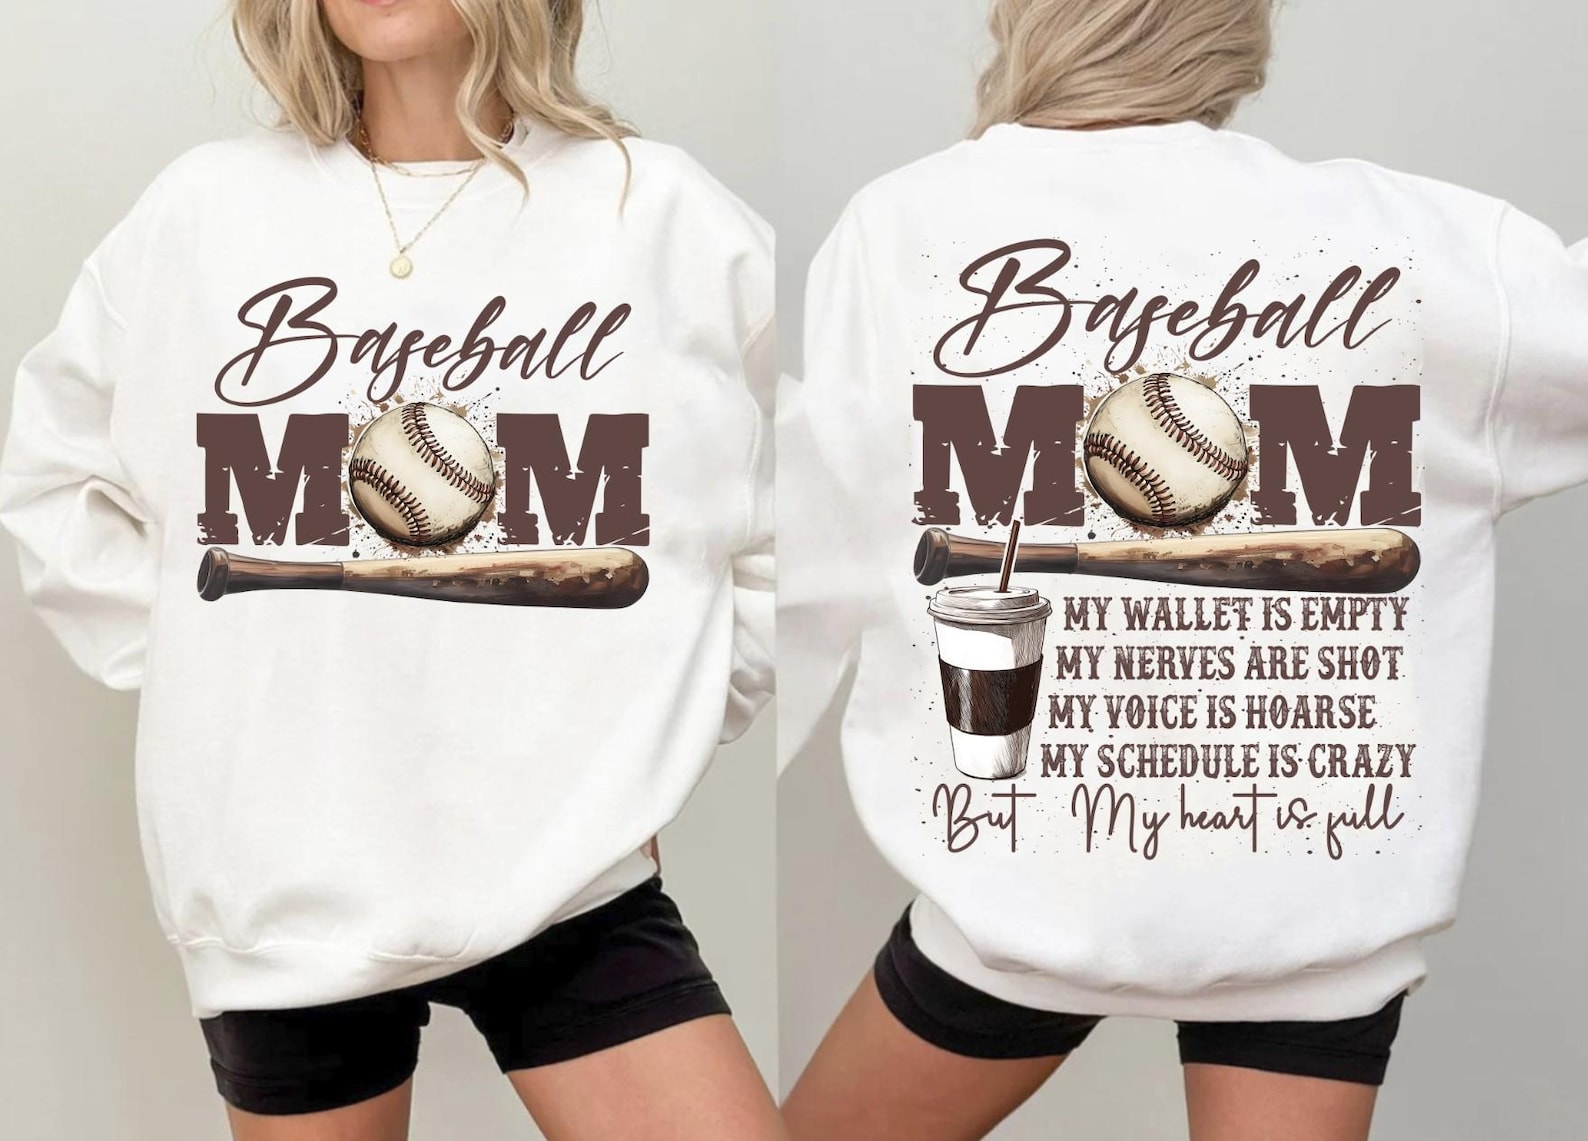 Baseball
MOM
Baseball
MOM
MY WALLET IS EMPTY
MY NERVES ARE SHOT
MY VOICE IS HOARSE
MY SCHEDULE IS CRAZY
But My heart is full